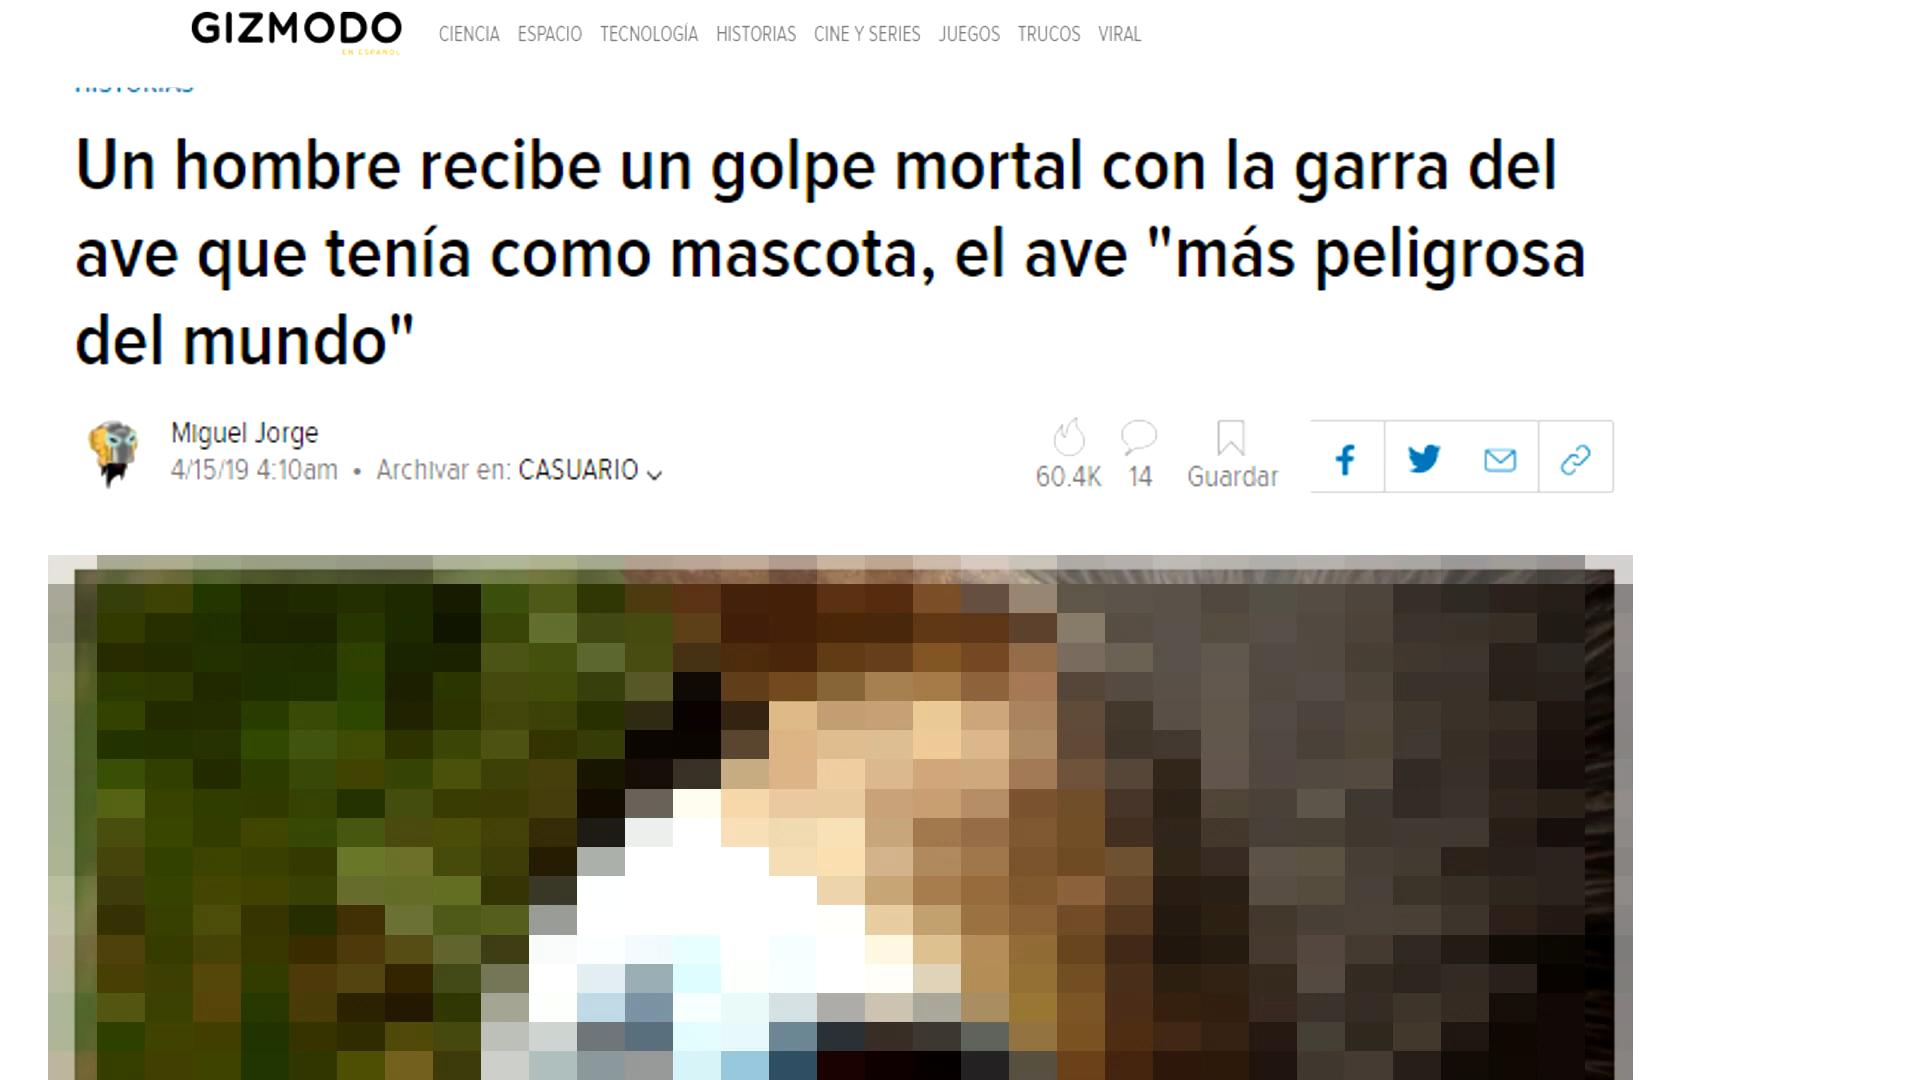 GIZMODO
EN ESPAÑOL
CIENCIA ESPACIO TECNOLOGÍA HISTORIAS CINE Y SERIES JUEGOS TRUCOS VIRAL
HISTORIAS
Un hombre recibe un golpe mortal con la garra del
ave que tenía como mascota, el ave "más peligrosa
del mundo"
Miguel Jorge
4/15/19 4:10am • Archivar en: CASUARIO
60.4K 14 Guardar